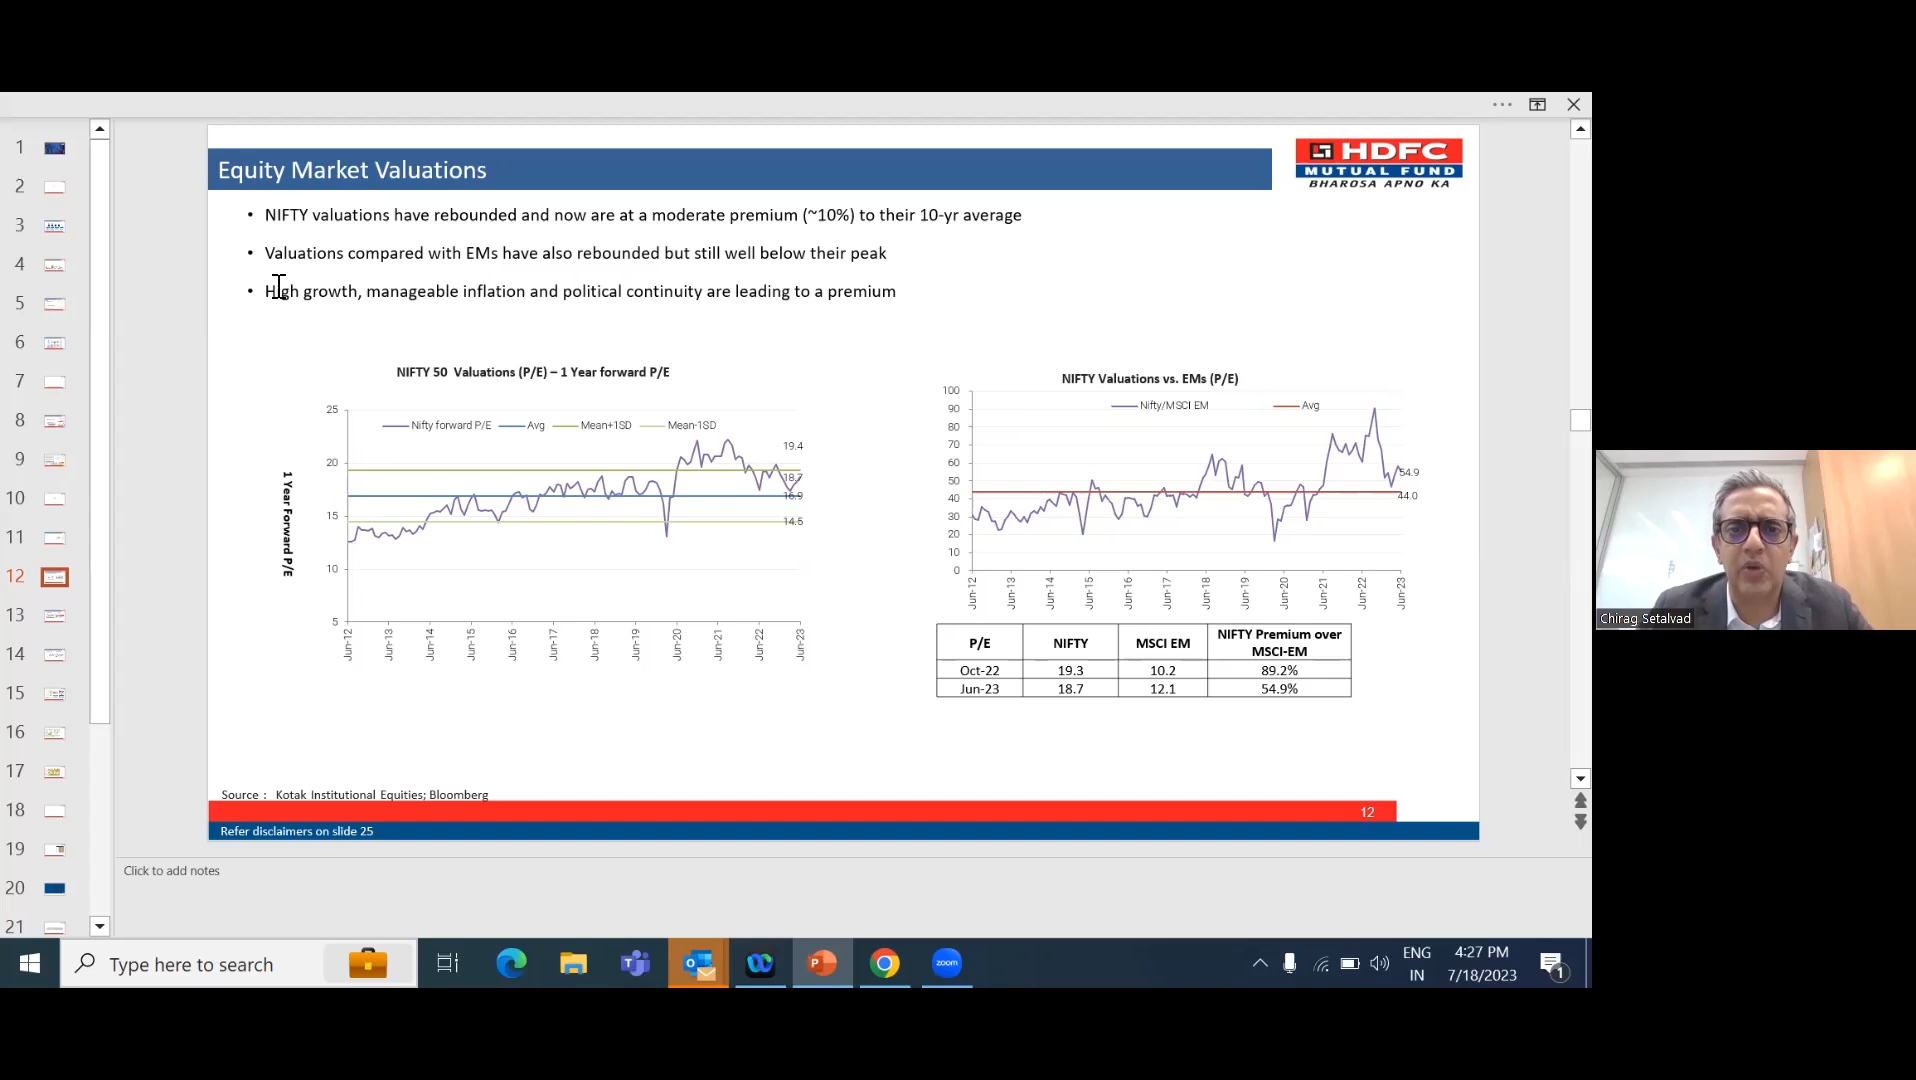 1
2
3
4
5
6
7
8
9
10
11
12
13
14
15
16
17
18
19
20
21
Equity Market Valuations
HDFC
MUTUAL FUND
BHAROSA APNO KA
• NIFTY valuations have rebounded and now are at a moderate premium (~10%) to their 10-yr average
• Valuations compared with EMs have also rebounded but still well below their peak
• High growth, manageable inflation and political continuity are leading to a premium
NIFTY 50 Valuations (P/E) – 1 Year forward P/E
1 Year Forward P/E
25
20
15
10
5
Nifty forward P/E Avg Mean+1SD Mean-1SD
19.4
18.7
16.9
14.5
Jun-12 Jun-13 Jun-14 Jun-15 Jun-16 Jun-17 Jun-18 Jun-19 Jun-20 Jun-21 Jun-22 Jun-23
NIFTY Valuations vs. EMs (P/E)
100
90
80
70
60
50
40
30
20
10
0
Nifty/MSCI EM Avg
54.9
44.0
Jun-12 Jun-13 Jun-14 Jun-15 Jun-16 Jun-17 Jun-18 Jun-19 Jun-20 Jun-21 Jun-22 Jun-23
P/E NIFTY MSCI EM NIFTY Premium over
MSCI-EM
Oct-22 19.3 10.2 89.2%
Jun-23 18.7 12.1 54.9%
Source : Kotak Institutional Equities; Bloomberg
12
Refer disclaimers on slide 25
Click to add notes
Chirag Setalvad
Type here to search
zoom
ENG
IN
4:27 PM
7/18/2023
1